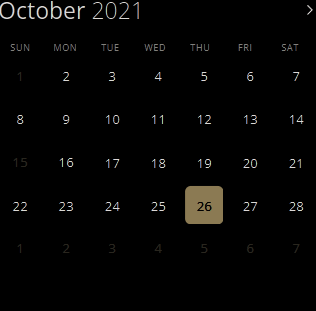 October 2021
SUN MON TUE WED THU FRI SAT
1 2 3 4 5 6 7
8 9 10 11 12 13 14
15 16 17 18 19 20 21
22 23 24 25 26 27 28
1 2 3 4 5 6 7